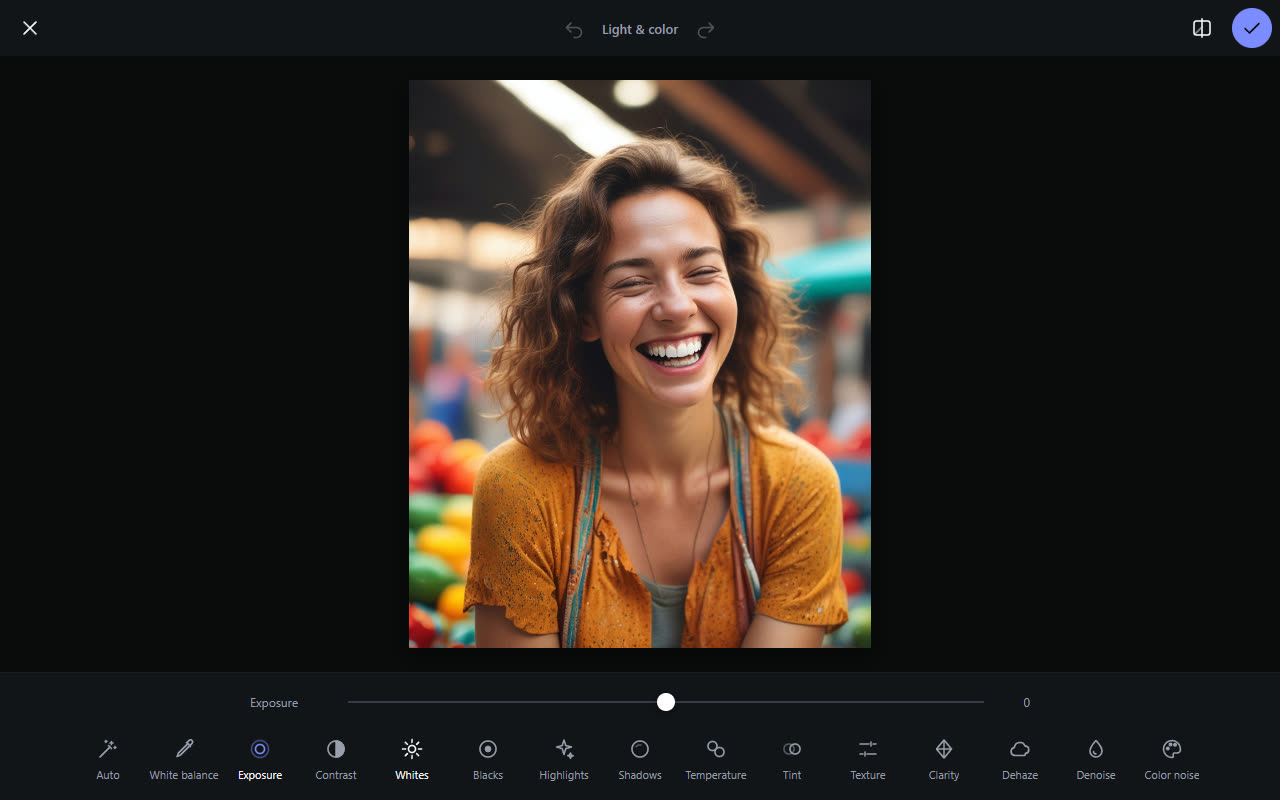 Light & color
Exposure 0
Auto White balance Exposure Contrast Whites Blacks Highlights Shadows Temperature Tint Texture Clarity Dehaze Denoise Color noise